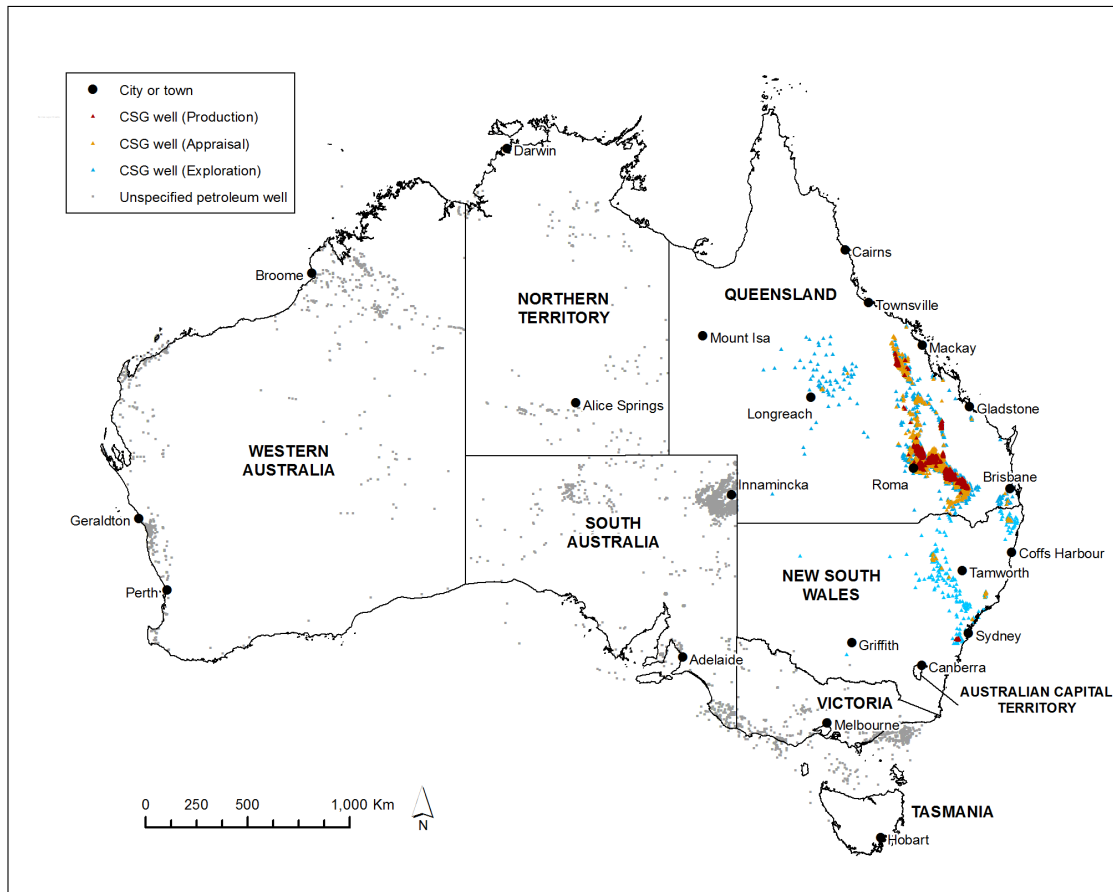 City or town
CSG well (Production)
CSG well (Appraisal)
CSG well (Exploration)
Unspecified petroleum well
Darwin
Broome
Cairns
NORTHERN
TERRITORY
QUEENSLAND
Townsville
Mount Isa
Mackay
Alice Springs
Longreach
Gladstone
WESTERN
AUSTRALIA
Roma
Brisbane
Innamincka
Geraldton
SOUTH
AUSTRALIA
Coffs Harbour
Tamworth
NEW SOUTH
WALES
Perth
Sydney
Griffith
Adelaide
Canberra
AUSTRALIAN CAPITAL
TERRITORY
VICTORIA
Melbourne
0 250 500 1,000 Km
N
TASMANIA
Hobart